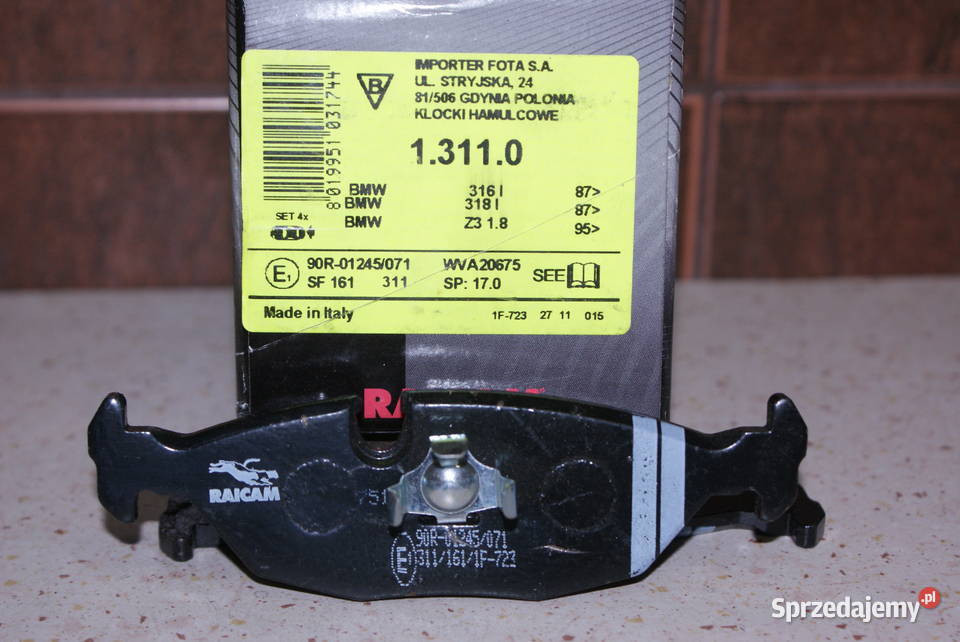 8 019951 031744
B
IMPORTER FOTA S.A.
UL. STRYJSKA, 24
81/506 GDYNIA POLONIA
KLOCKI HAMULCOWE
1.311.0
BMW 316 I 87>
BMW 318 I 87>
BMW Z3 1.8 95>
SET 4x
E1 90R-01245/071 WVA20675
SF 161 311 SP: 17.0 SEE
Made in Italy 1F-723 27 11 015
RAICAM
751
90R-01245/071
E1 311/161/1F-723
Sprzedajemy.pl